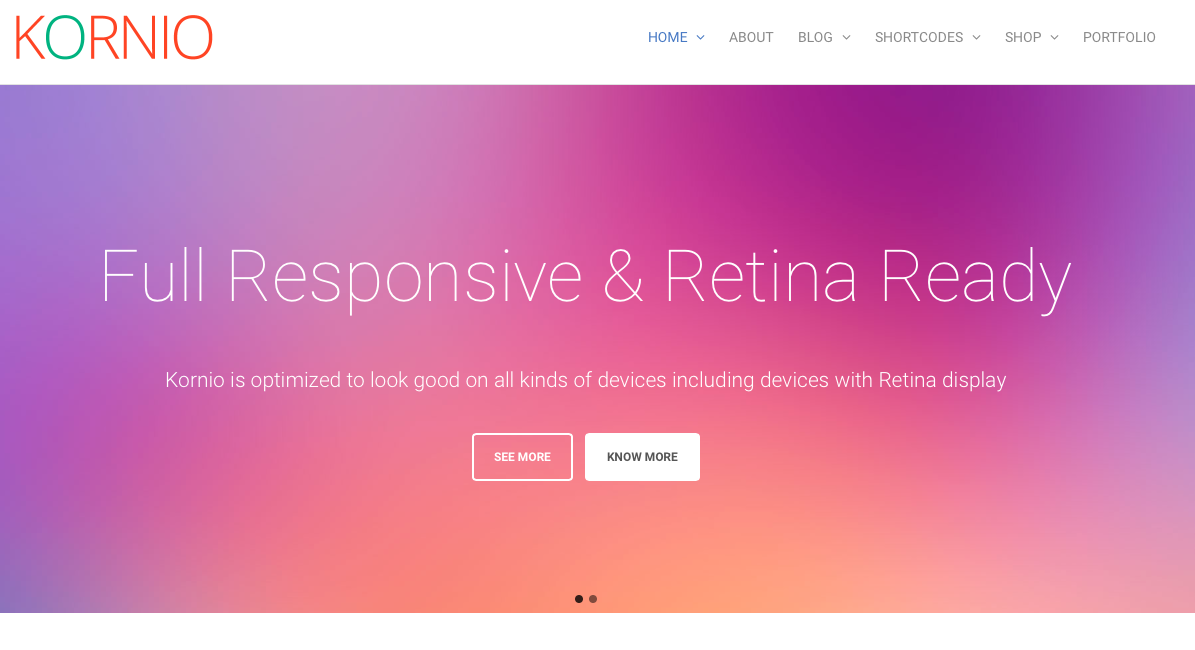 KORNIO
HOME ABOUT BLOG SHORTCODES SHOP PORTFOLIO
Full Responsive & Retina Ready
Kornio is optimized to look good on all kinds of devices including devices with Retina display
SEE MORE KNOW MORE